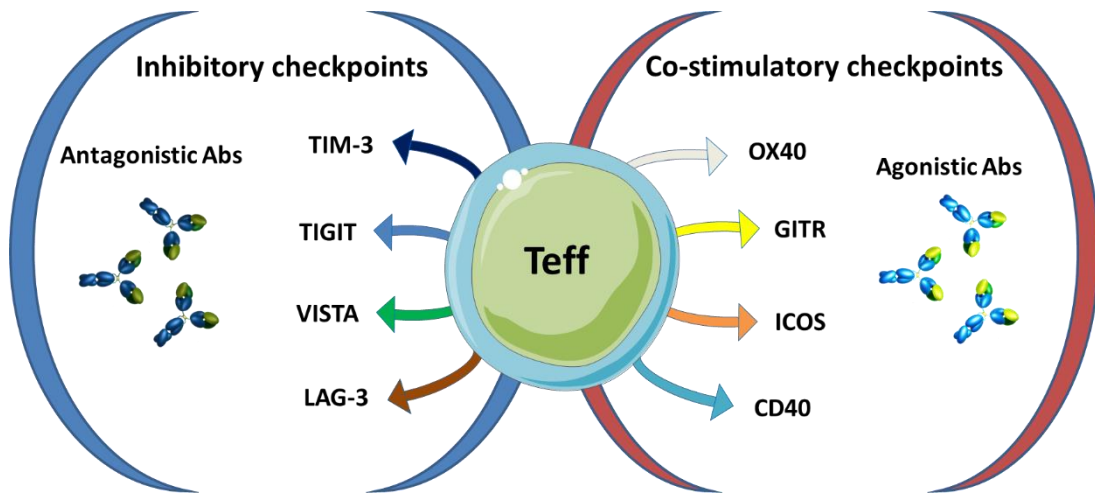 Inhibitory checkpoints
Co-stimulatory checkpoints
Antagonistic Abs
TIM-3
TIGIT
VISTA
LAG-3
Teff
OX40
GITR
ICOS
CD40
Agonistic Abs